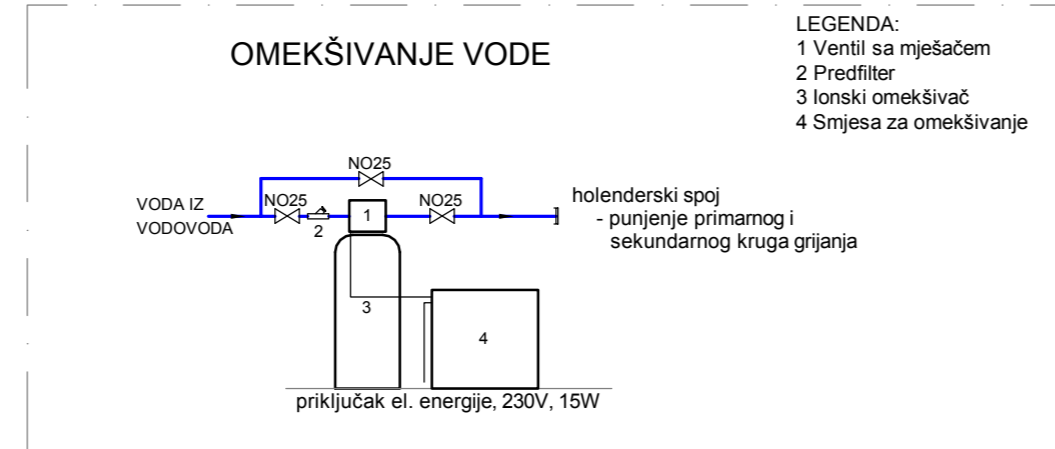 OMEKŠIVANJE VODE
LEGENDA:
1 Ventil sa mješačem
2 Predfilter
3 Ionski omekšivač
4 Smjesa za omekšivanje
NO25
VODA IZ
VODOVODA
NO25
NO25
1
2
holenderski spoj
- punjenje primarnog i
sekundarnog kruga grijanja
3
4
priključak el. energije, 230V, 15W